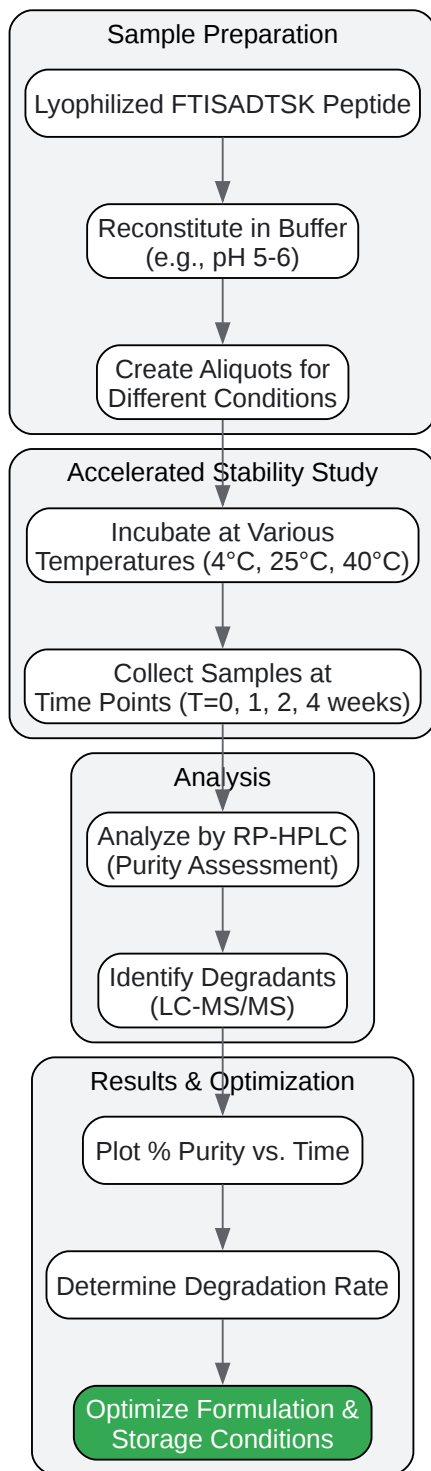 Sample Preparation
Lyophilized FTISADTSK Peptide
Reconstitute in Buffer
(e.g., pH 5-6)
Create Aliquots for
Different Conditions
Accelerated Stability Study
Incubate at Various
Temperatures (4°C, 25°C, 40°C)
Collect Samples at
Time Points (T=0, 1, 2, 4 weeks)
Analysis
Analyze by RP-HPLC
(Purity Assessment)
Identify Degradants
(LC-MS/MS)
Results & Optimization
Plot % Purity vs. Time
Determine Degradation Rate
Optimize Formulation &
Storage Conditions